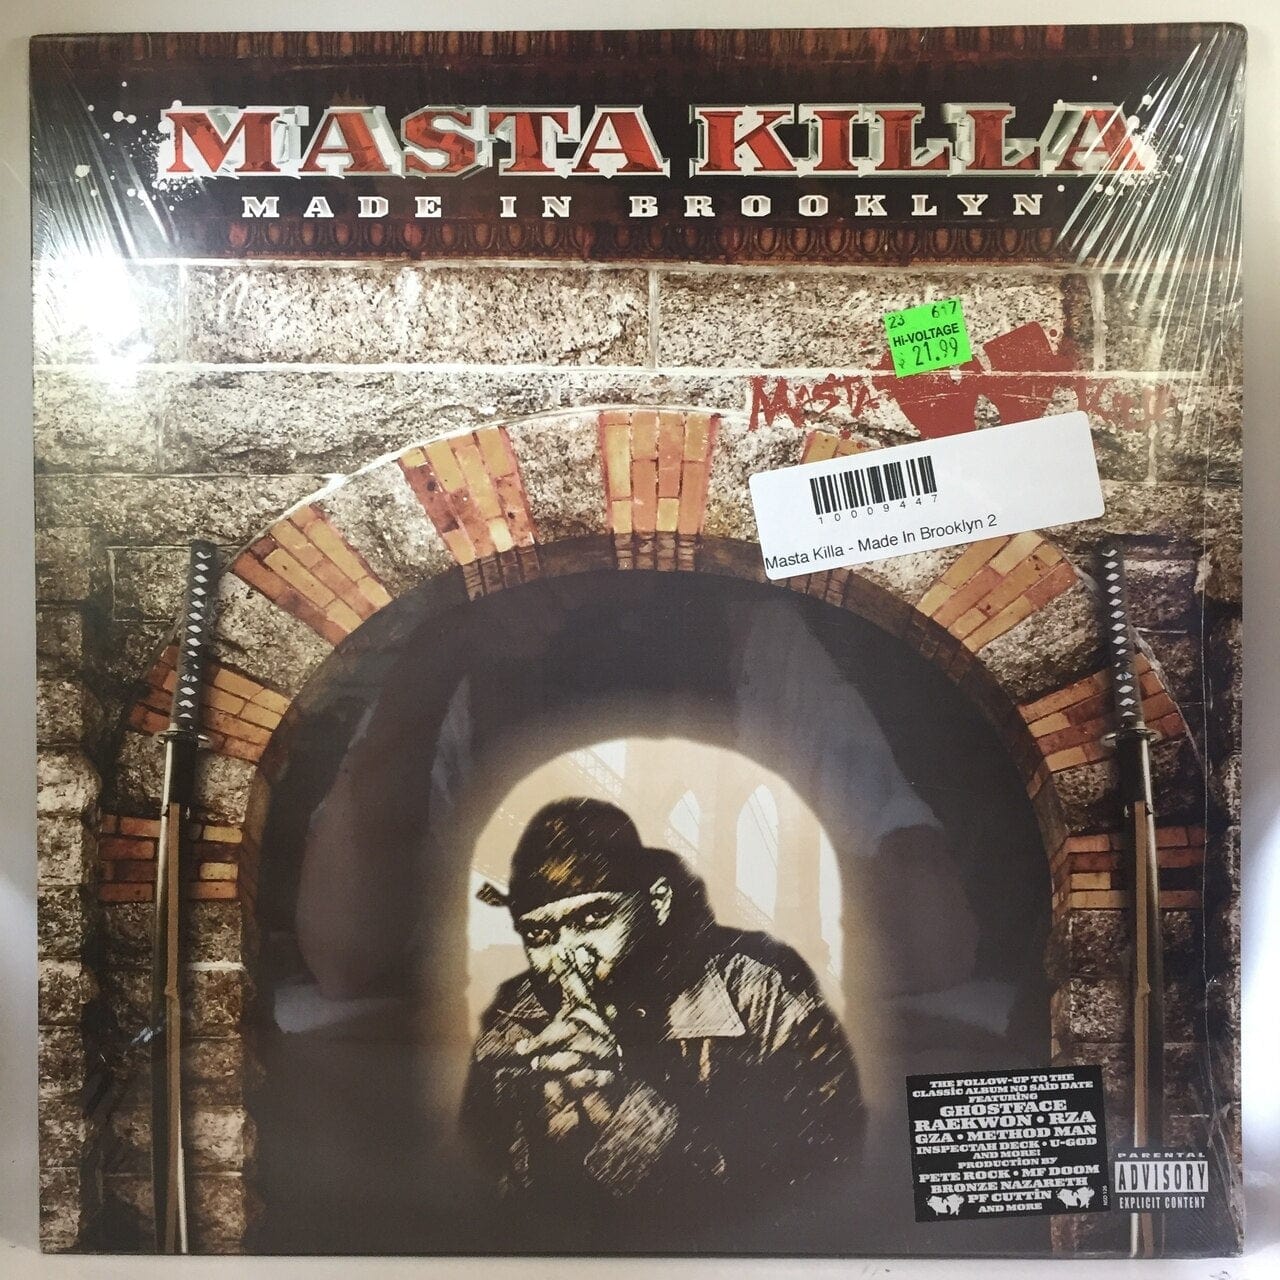 MASTA KILLA
MADE IN BROOKLYN
23 617
HI-VOLTAGE
$21.99
MASTA
10009447
Masta Killa - Made In Brooklyn 2
THE FOLLOW-UP TO THE
CLASSIC ALBUM NO SAID DATE
FEATURING
GHOSTFACE
RAEKWON • RZA
GZA • METHOD MAN
INSPECTAH DECK • U-GOD
AND MORE!
PRODUCTION BY
PETE ROCK • MF DOOM
BRONZE NAZARETH
PF CUTTIN
AND MORE
PARENTAL
ADVISORY
EXPLICIT CONTENT